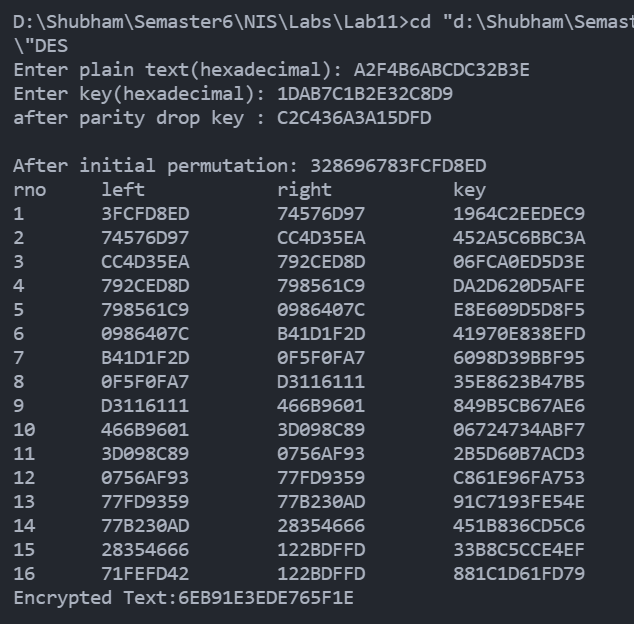 D:\Shubham\Semaster6\NIS\Labs\Lab11>cd "d:\Shubham\Semast
\"DES
Enter plain text(hexadecimal): A2F4B6ABCDC32B3E
Enter key(hexadecimal): 1DAB7C1B2E32C8D9
after parity drop key : C2C436A3A15DFD
After initial permutation: 328696783FCFD8ED
rno left right key
1 3FCFD8ED 74576D97 1964C2EEDEC9
2 74576D97 CC4D35EA 452A5C6BBC3A
3 CC4D35EA 792CED8D 06FCA0ED5D3E
4 792CED8D 798561C9 DA2D620D5AFE
5 798561C9 0986407C E8E609D5D8F5
6 0986407C B41D1F2D 41970E838EFD
7 B41D1F2D 0F5F0FA7 6098D39BBF95
8 0F5F0FA7 D3116111 35E8623B47B5
9 D3116111 466B9601 849B5CB67AE6
10 466B9601 3D098C89 06724734ABF7
11 3D098C89 0756AF93 2B5D60B7ACD3
12 0756AF93 77FD9359 C861E96FA753
13 77FD9359 77B230AD 91C7193FE54E
14 77B230AD 28354666 451B836CD5C6
15 28354666 122BDFFD 33B8C5CCE4EF
16 71FEFD42 122BDFFD 881C1D61FD79
Encrypted Text:6EB91E3EDE765F1E